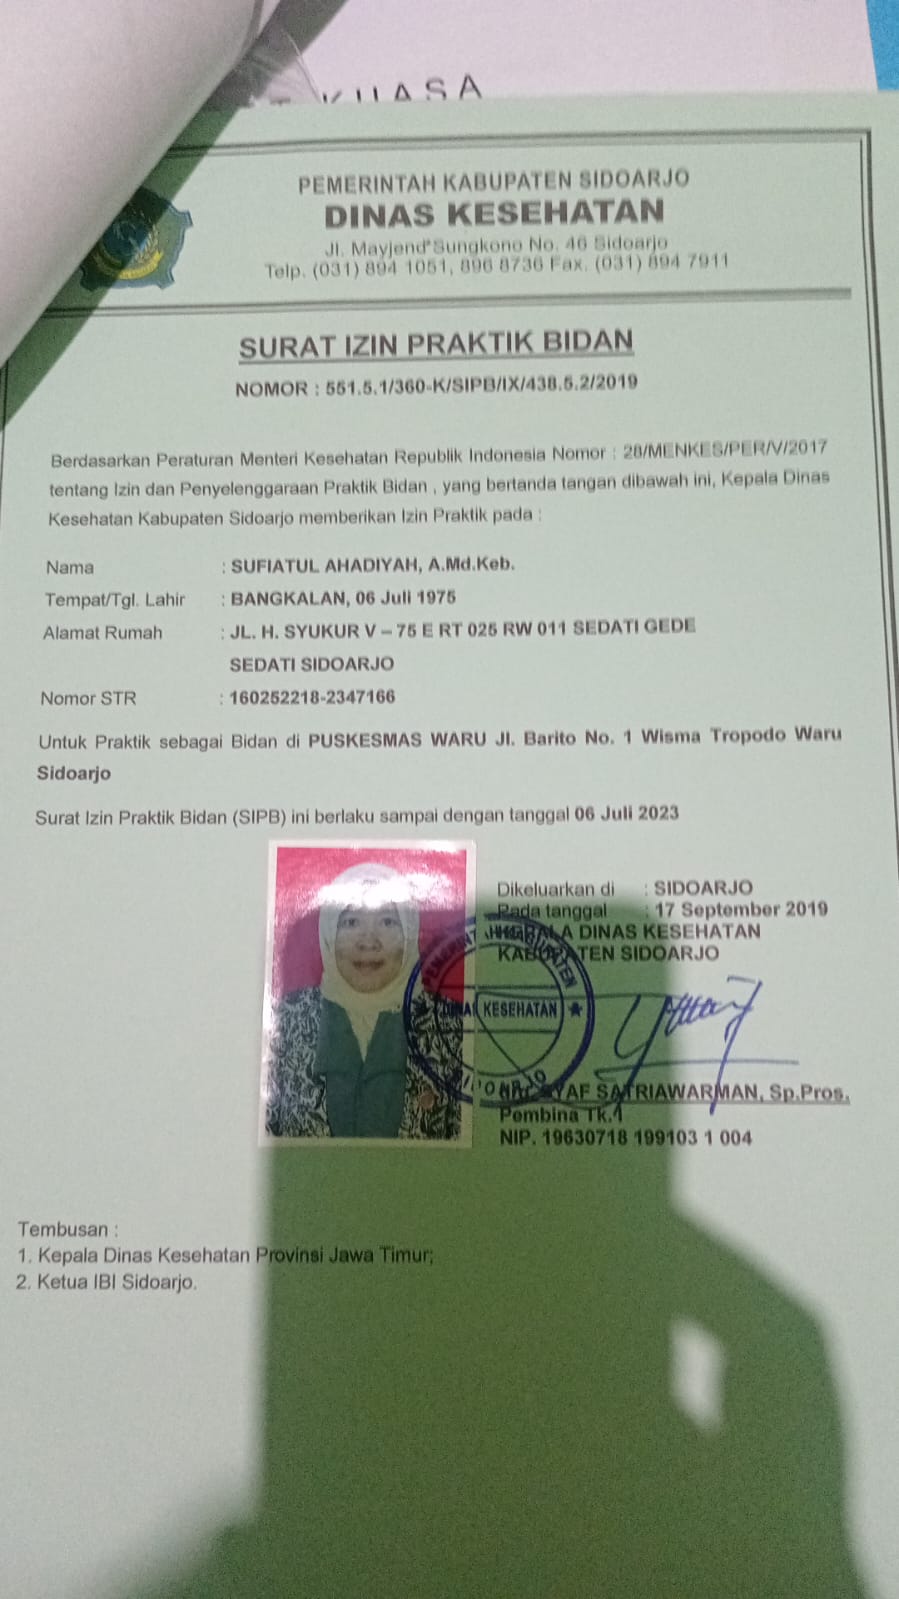 KUASA
PEMERINTAH KABUPATEN SIDOARJO
DINAS KESEHATAN
Jl. Mayjend Sungkono No. 46 Sidoarjo
Telp. (031) 894 1051, 896 8736 Fax. (031) 894 7911
SURAT IZIN PRAKTIK BIDAN
NOMOR : 551.5.1/360-K/SIPB/IX/438.5.2/2019
Berdasarkan Peraturan Menteri Kesehatan Republik Indonesia Nomor : 28/MENKES/PER/V/2017
tentang Izin dan Penyelenggaraan Praktik Bidan , yang bertanda tangan dibawah ini, Kepala Dinas
Kesehatan Kabupaten Sidoarjo memberikan Izin Praktik pada :
Nama : SUFIATUL AHADIYAH, A.Md.Keb.
Tempat/Tgl. Lahir : BANGKALAN, 06 Juli 1975
Alamat Rumah : JL. H. SYUKUR V – 75 E RT 025 RW 011 SEDATI GEDE
SEDATI SIDOARJO
Nomor STR : 160252218-2347166
Untuk Praktik sebagai Bidan di PUSKESMAS WARU Jl. Barito No. 1 Wisma Tropodo Waru
Sidoarjo
Surat Izin Praktik Bidan (SIPB) ini berlaku sampai dengan tanggal 06 Juli 2023
Dikeluarkan di : SIDOARJO
Pada tanggal : 17 September 2019
KEPALA DINAS KESEHATAN
KABUPATEN SIDOARJO
DINAS KESEHATAN
SATRIAWARMAN, Sp.Pros.
Pembina Tk.1
NIP. 19630718 199103 1 004
Tembusan :
1. Kepala Dinas Kesehatan Provinsi Jawa Timur;
2. Ketua IBI Sidoarjo.